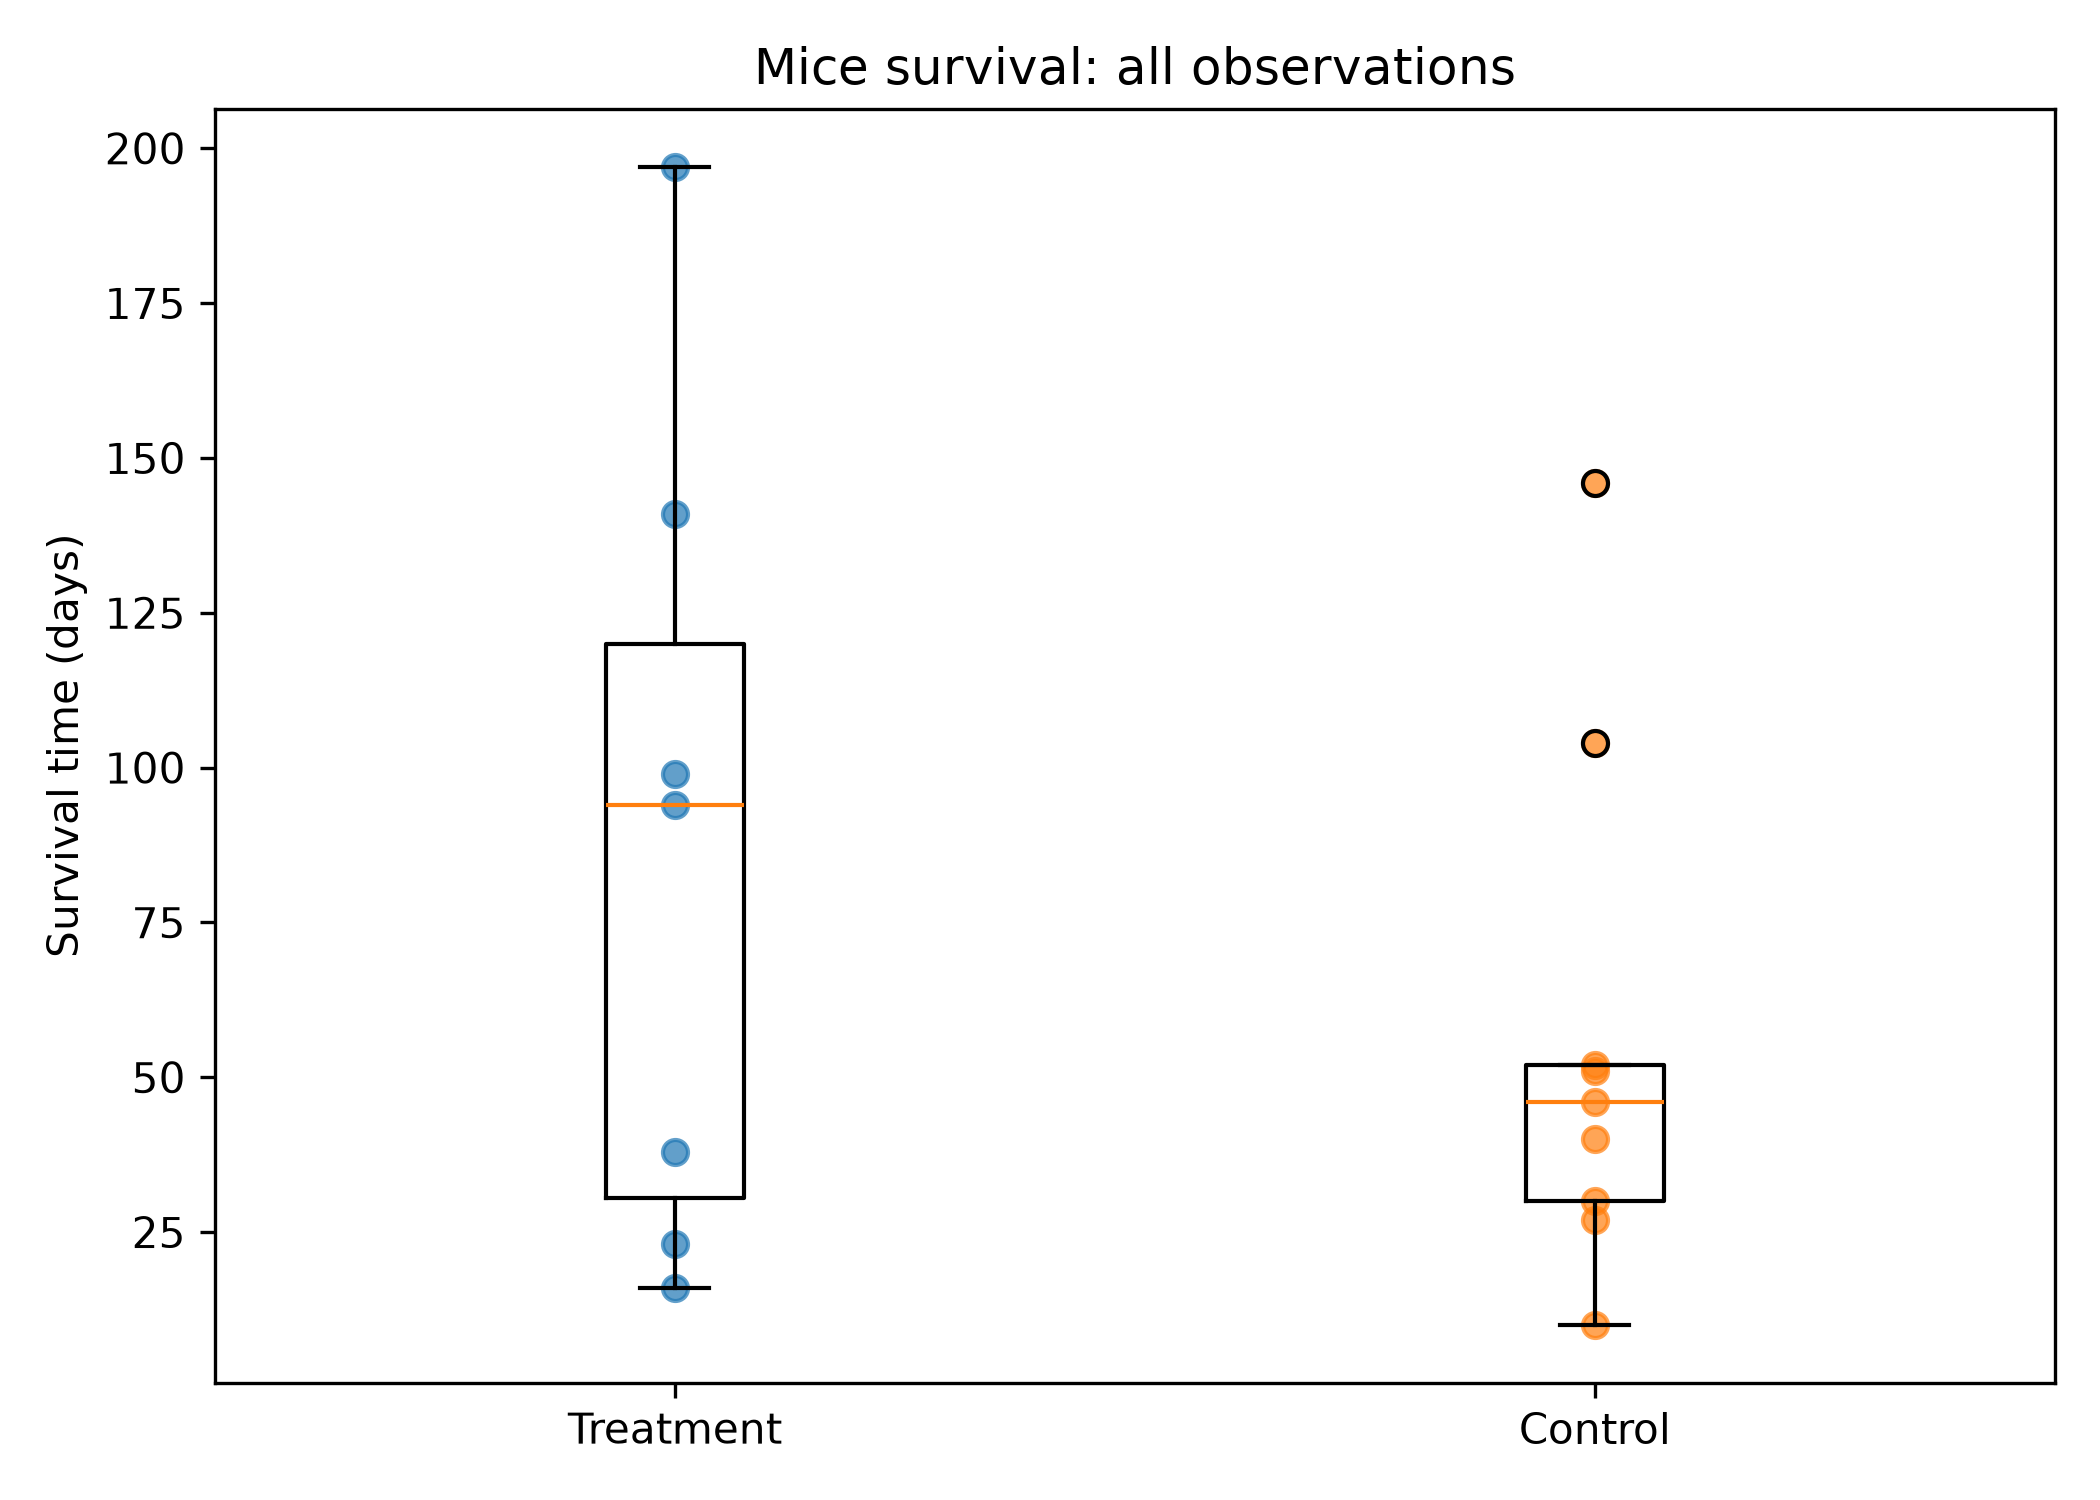 Mice survival: all observations
Survival time (days)
200
175
150
125
100
75
50
25
Treatment
Control